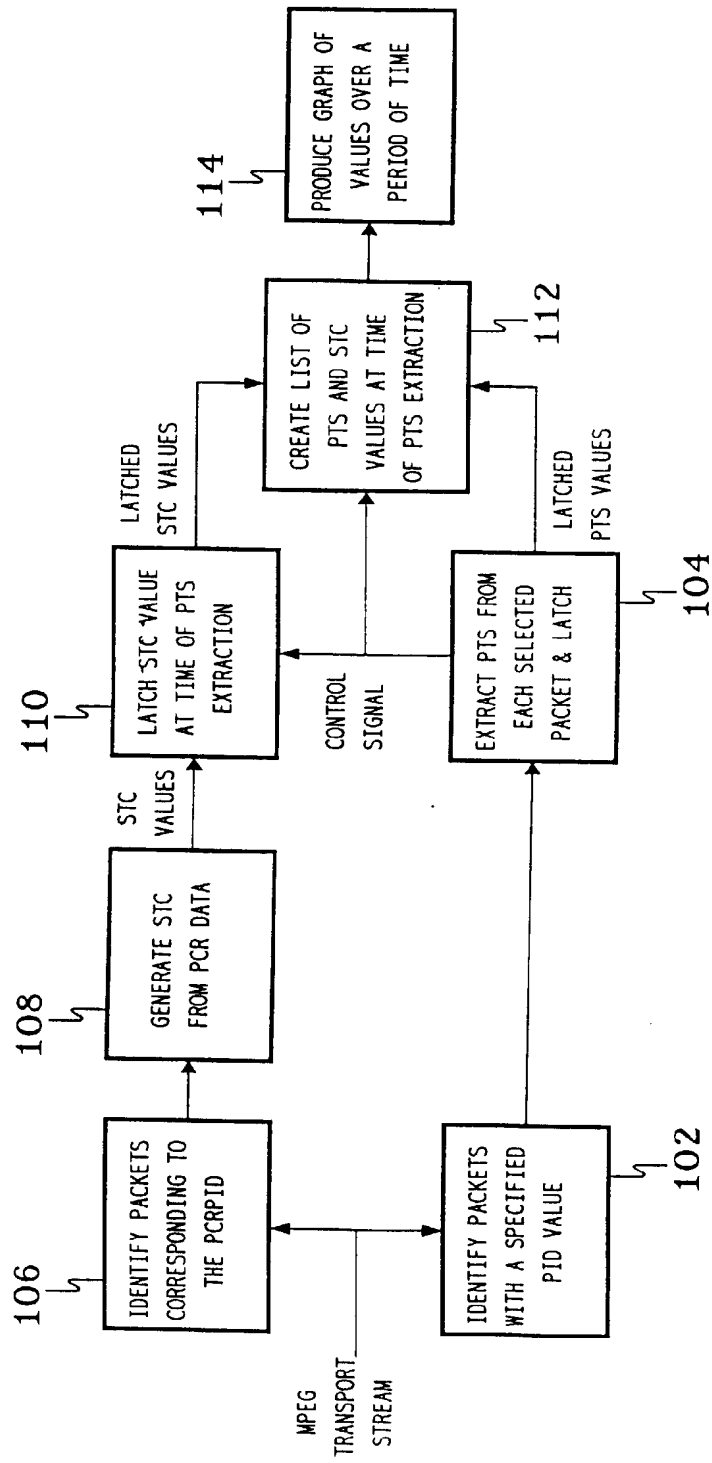 MPEG
TRANSPORT
STREAM
106
IDENTIFY PACKETS
CORRESPONDING TO
THE PCRPID
108
GENERATE STC
FROM PCR DATA
STC
VALUES
110
LATCH STC VALUE
AT TIME OF PTS
EXTRACTION
LATCHED
STC VALUES
CONTROL
SIGNAL
IDENTIFY PACKETS
WITH A SPECIFIED
PID VALUE
102
EXTRACT PTS FROM
EACH SELECTED
PACKET & LATCH
104
LATCHED
PTS VALUES
CREATE LIST OF
PTS AND STC
VALUES AT TIME
OF PTS EXTRACTION
112
114
PRODUCE GRAPH OF
VALUES OVER A
PERIOD OF TIME